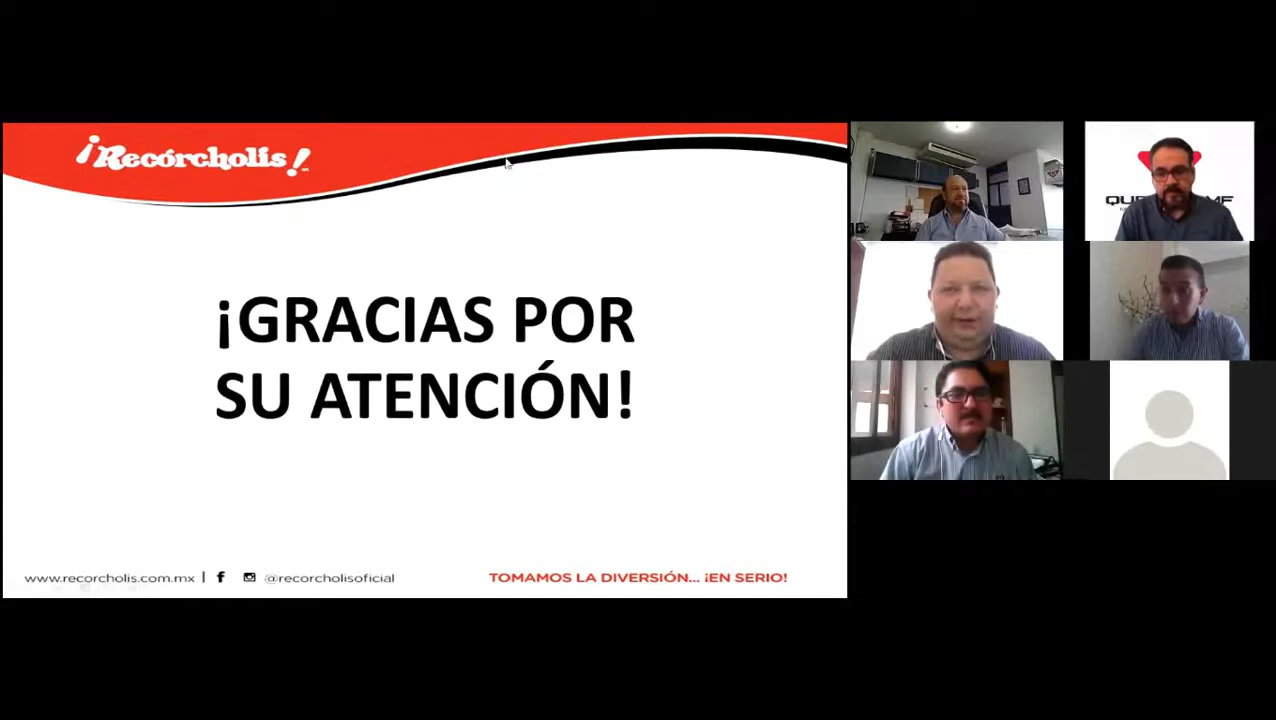 ¡Recórcholis!
¡GRACIAS POR
SU ATENCIÓN!
www.recorcholis.com.mx | @recorcholisoficial
TOMAMOS LA DIVERSIÓN... ¡EN SERIO!